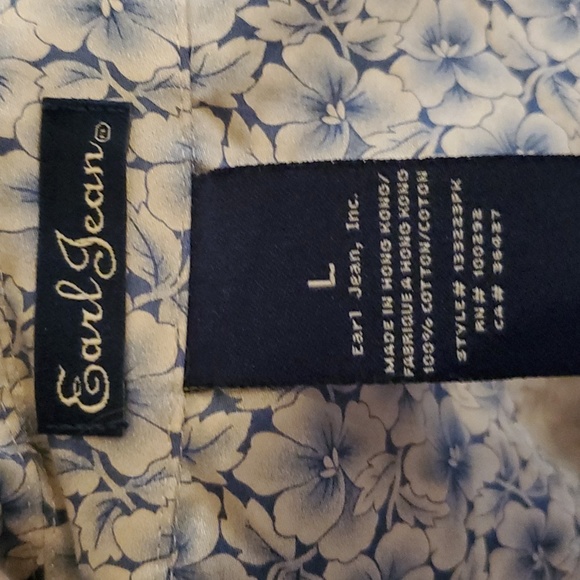 Earl Jean
L
Earl Jean, Inc.
MADE IN HONG KONG/
FABRIQUE A HONG KONG
100% COTTON/COTON
STYLE# 133223PK
RN# 100292
CA# 36427